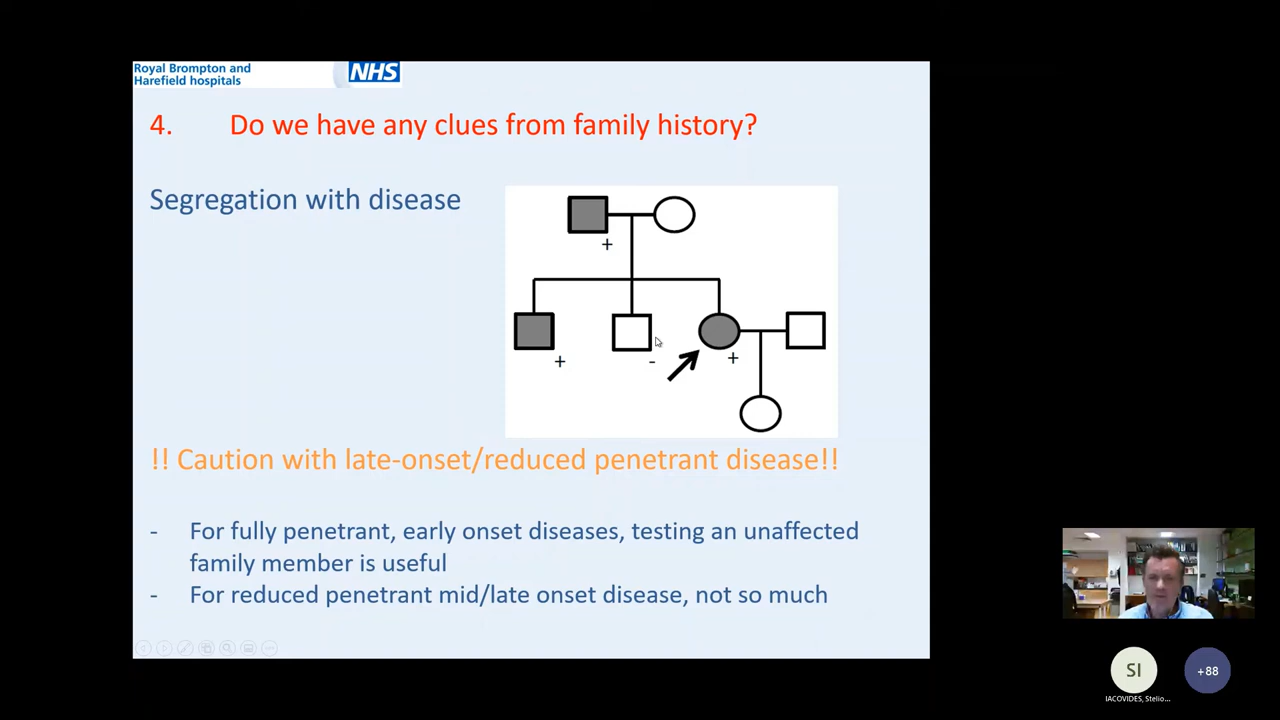 Royal Brompton and
Harefield hospitals
NHS
4. Do we have any clues from family history?
Segregation with disease
+
+
-
+
!! Caution with late-onset/reduced penetrant disease!!
- For fully penetrant, early onset diseases, testing an unaffected
family member is useful
- For reduced penetrant mid/late onset disease, not so much
SI
+88
IACOVIDES, Stelio...